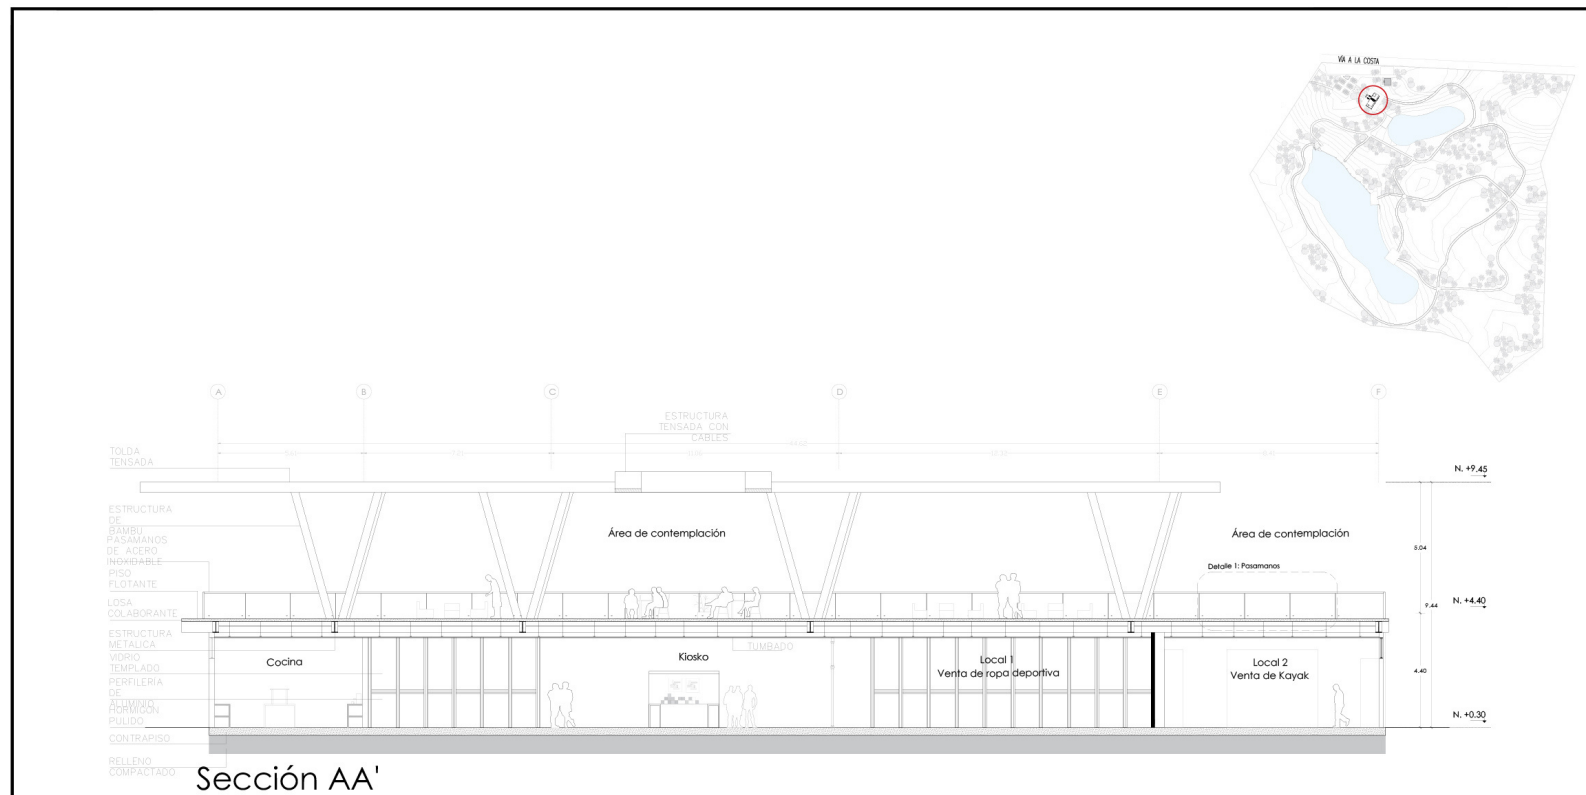 VÍA A LA COSTA
A
B
C
D
E
F
ESTRUCTURA
TENSADA CON
CABLES
TOLDA
TENSADA
N. +9.45
ESTRUCTURA
DE
BAMBU
PASAMANOS
DE ACERO
INOXIDABLE
PISO
FLOTANTE
LOSA
COLABORANTE
ESTRUCTURA
METALICA
VIDRIO
TEMPLADO
PERFILERIA
DE
ALUMINIO
HORMIGON
PULIDO
CONTRAPISO
RELLENO
COMPACTADO
Área de contemplación
Área de contemplación
5.04
Detalle 1: Pasamanos
N. +4.40
9.44
TUMBADO
Cocina
Kiosko
Local 1
Venta de ropa deportiva
Local 2
Venta de Kayak
4.40
N. +0.30
Sección AA'